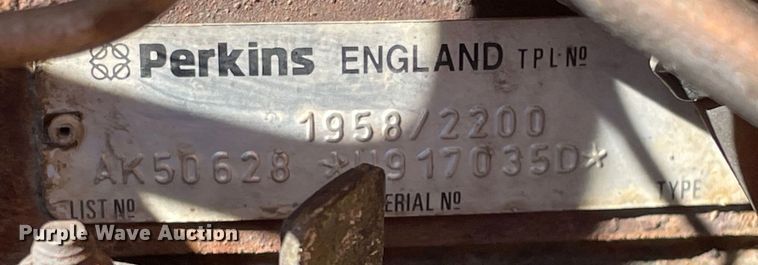 Perkins ENGLAND TPL Nº
1958/2200
AK50628 *U917035D*
LIST Nº SERIAL Nº TYPE
Purple Wave Auction